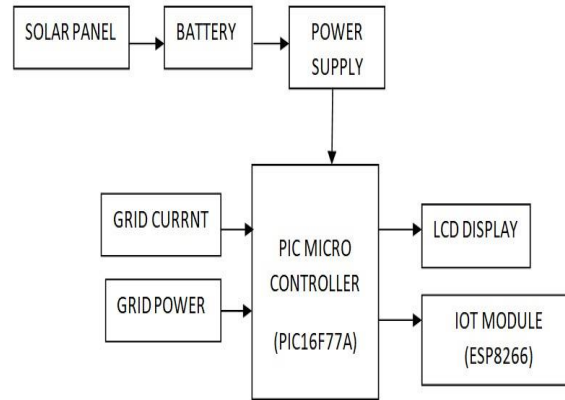 SOLAR PANEL
BATTERY
POWER
SUPPLY
GRID CURRNT
GRID POWER
PIC MICRO
CONTROLLER
(PIC16F77A)
LCD DISPLAY
IOT MODULE
(ESP8266)